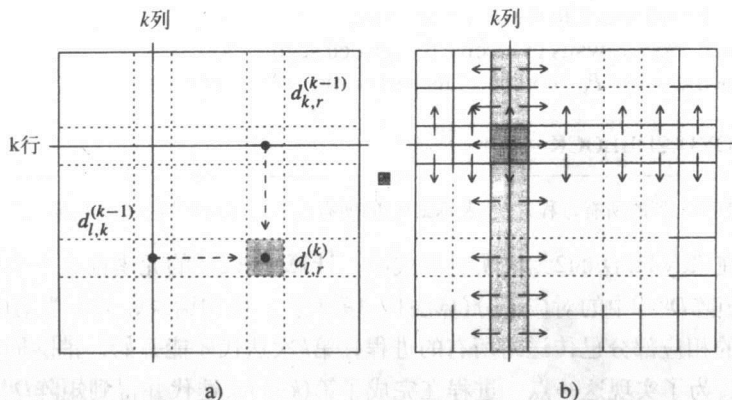 k列
k列
d_{k,r}^{(k-1)}
k行
d_{l,k}^{(k-1)}
d_{l,r}^{(k)}
a)
b)